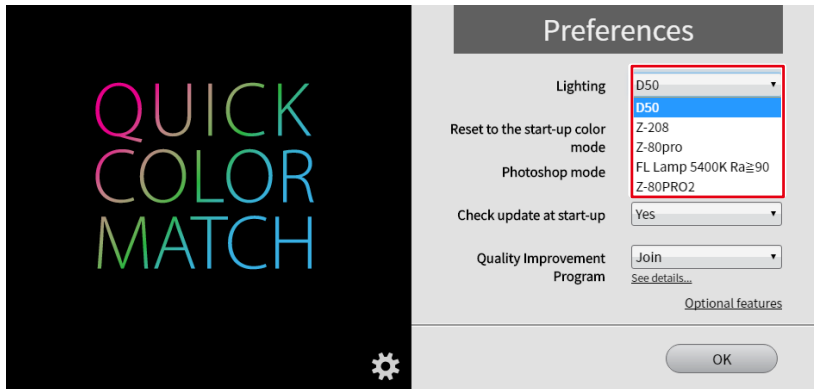 QUICK
COLOR
MATCH
Preferences
Lighting
D50
D50
Z-208
Z-80pro
FL Lamp 5400K Ra≧90
Z-80PRO2
Reset to the start-up color
mode
Photoshop mode
Check update at start-up
Yes
Quality Improvement
Program
Join
See details...
Optional features
OK